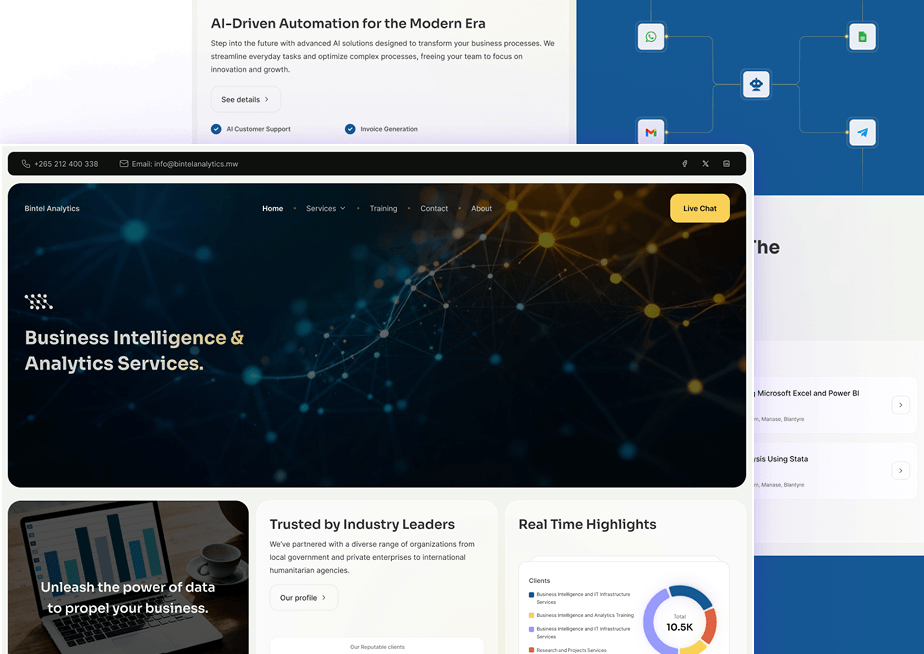 AI-Driven Automation for the Modern Era
Step into the future with advanced AI solutions designed to transform your business processes. We
streamline everyday tasks and optimize complex processes, freeing your team to focus on
innovation and growth.
See details
AI Customer Support
Invoice Generation
+265 212 400 338
Email: info@bintelanalytics.mw
Bintel Analytics
Home
Services
Training
Contact
About
Live Chat
Business Intelligence &
Analytics Services.
Unleash the power of data
to propel your business.
Trusted by Industry Leaders
We've partnered with a diverse range of organizations from
local government and private enterprises to international
humanitarian agencies.
Our profile
Our Reputable clients
Real Time Highlights
Clients
Business Intelligence and IT Infrastructure
Services
Business Intelligence and Analytics Training
Business Intelligence and IT Infrastructure
Services
Research and Projects Services
Total
10.5K
The
Microsoft Excel and Power BI
Manase, Blantyre
Using Stata
Manase, Blantyre